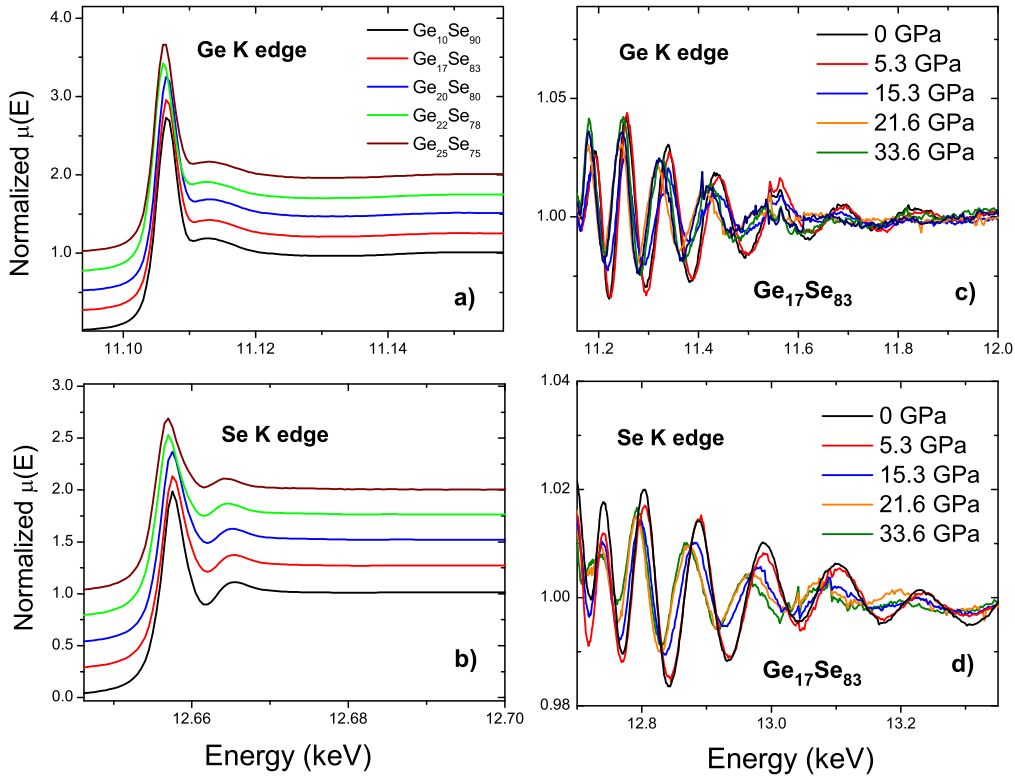 4.0
3.0
2.0
1.0
Normalized μ(E)
Ge K edge
Ge₁₀Se₉₀
Ge₁₇Se₈₃
Ge₂₀Se₈₀
Ge₂₂Se₇₈
Ge₂₅Se₇₅
a)
11.10
11.12
11.14
1.05
1.00
Ge K edge
0 GPa
5.3 GPa
15.3 GPa
21.6 GPa
33.6 GPa
c)
Ge₁₇Se₈₃
11.2
11.4
11.6
11.8
12.0
3.0
2.5
2.0
1.5
1.0
0.5
0.0
Normalized μ(E)
Se K edge
b)
12.66
12.68
12.70
Energy (keV)
1.04
1.02
1.00
0.98
Se K edge
0 GPa
5.3 GPa
15.3 GPa
21.6 GPa
33.6 GPa
d)
Ge₁₇Se₈₃
12.8
13.0
13.2
Energy (keV)